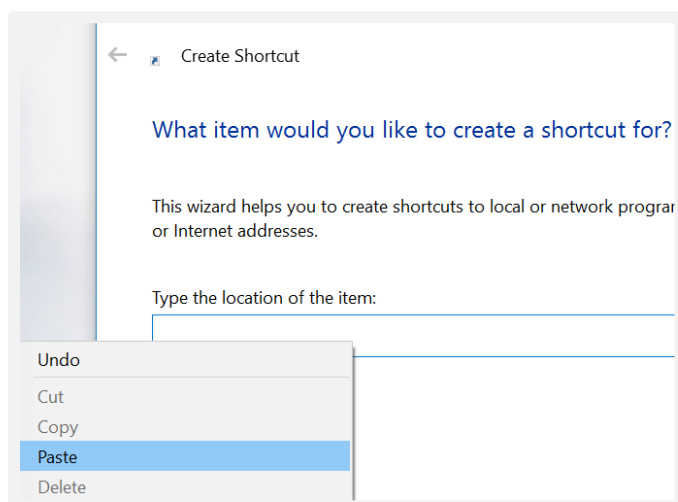 Create Shortcut
What item would you like to create a shortcut for?
This wizard helps you to create shortcuts to local or network
or Internet addresses.
Type the location of the item:
Undo
Cut
Copy
Paste
Delete